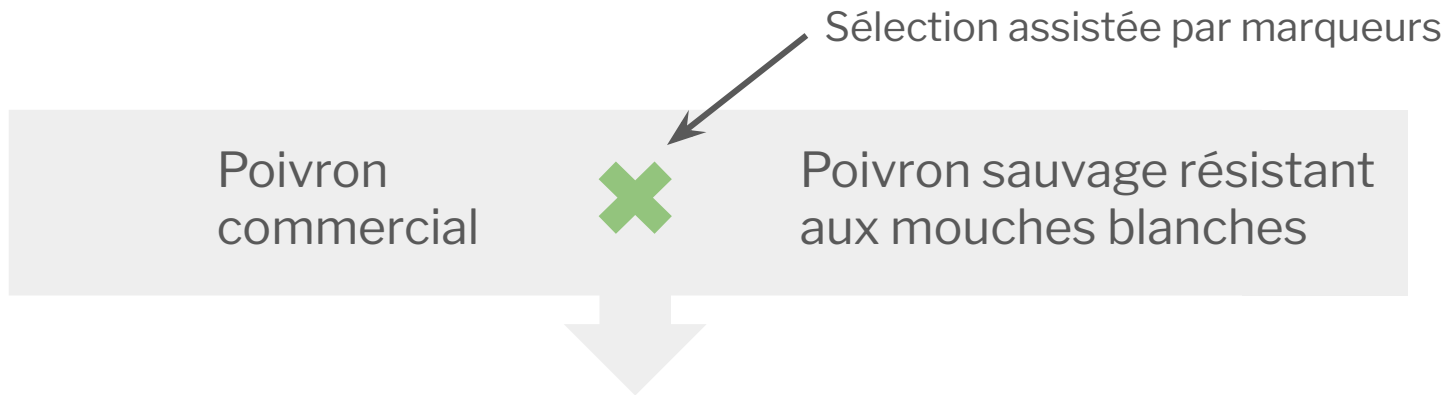 Sélection assistée par marqueurs
Poivron
commercial
Poivron sauvage résistant
aux mouches blanches